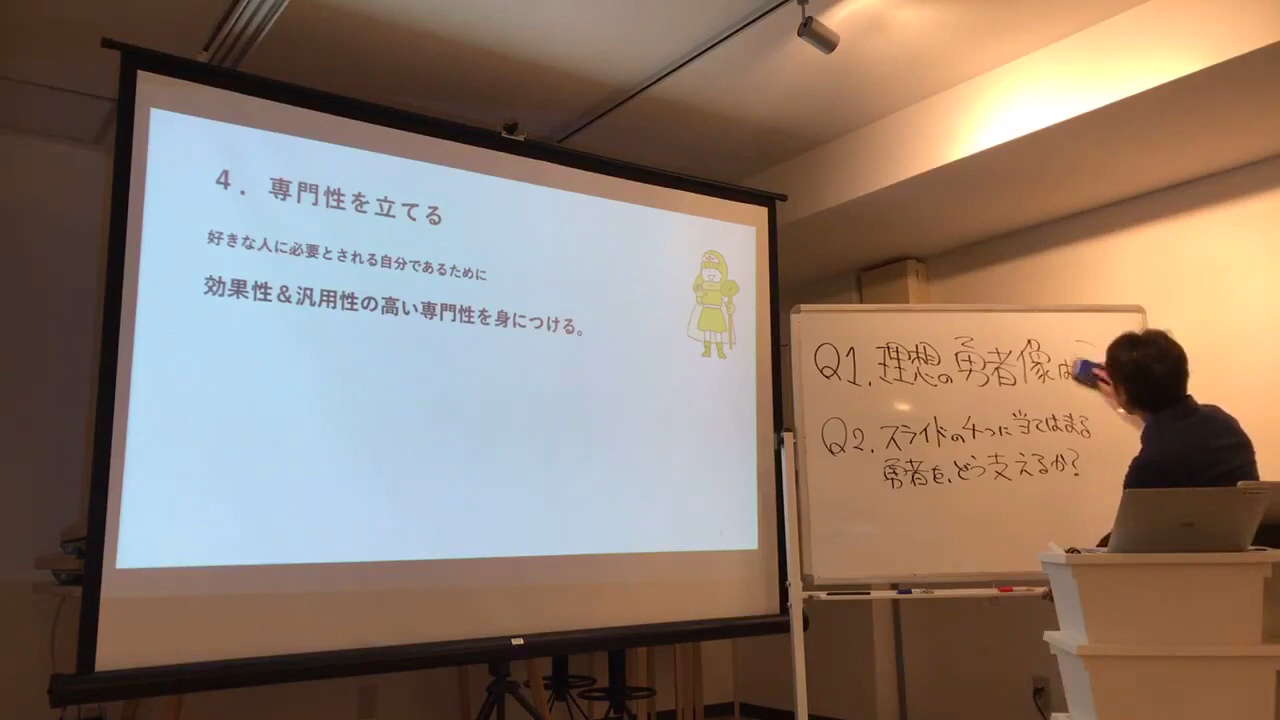 4. 専門性を立てる
好きな人に必要とされる自分であるために
効果性＆汎用性の高い専門性を身につける。
Q1. 理想の勇者像は
Q2. スライドの4つに当てはまる
勇者を、どう支えるか?